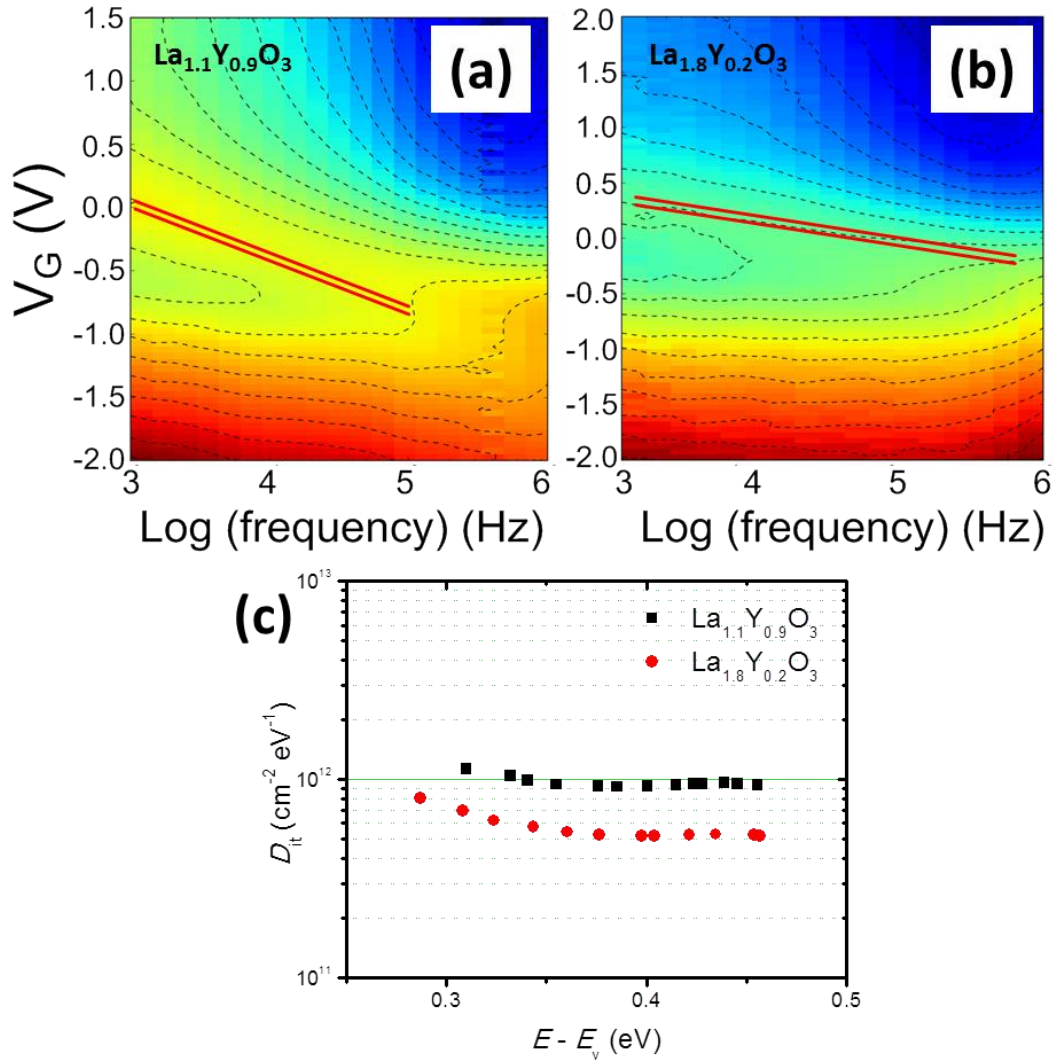 La1.1Y0.9O3
(a)
V_G (V)
1.5
1.0
0.5
0.0
-0.5
-1.0
-1.5
-2.0
3 4 5 6
Log (frequency) (Hz)
La1.8Y0.2O3
(b)
2.0
1.5
1.0
0.5
0.0
-0.5
-1.0
-1.5
-2.0
3 4 5 6
Log (frequency) (Hz)
(c)
10^13
10^12
10^11
D_it (cm^-2 eV^-1)
La1.1Y0.9O3
La1.8Y0.2O3
0.3 0.4 0.5
E - E_v (eV)